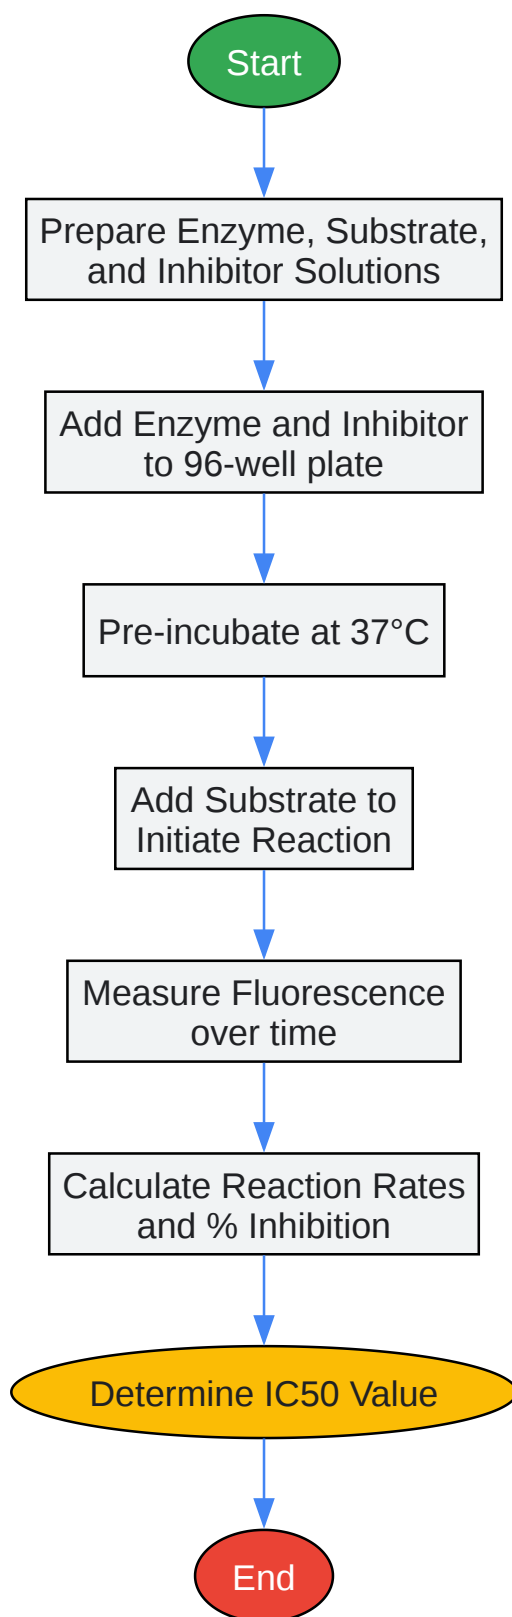 Start
Prepare Enzyme, Substrate,
and Inhibitor Solutions
Add Enzyme and Inhibitor
to 96-well plate
Pre-incubate at 37°C
Add Substrate to
Initiate Reaction
Measure Fluorescence
over time
Calculate Reaction Rates
and % Inhibition
Determine IC50 Value
End